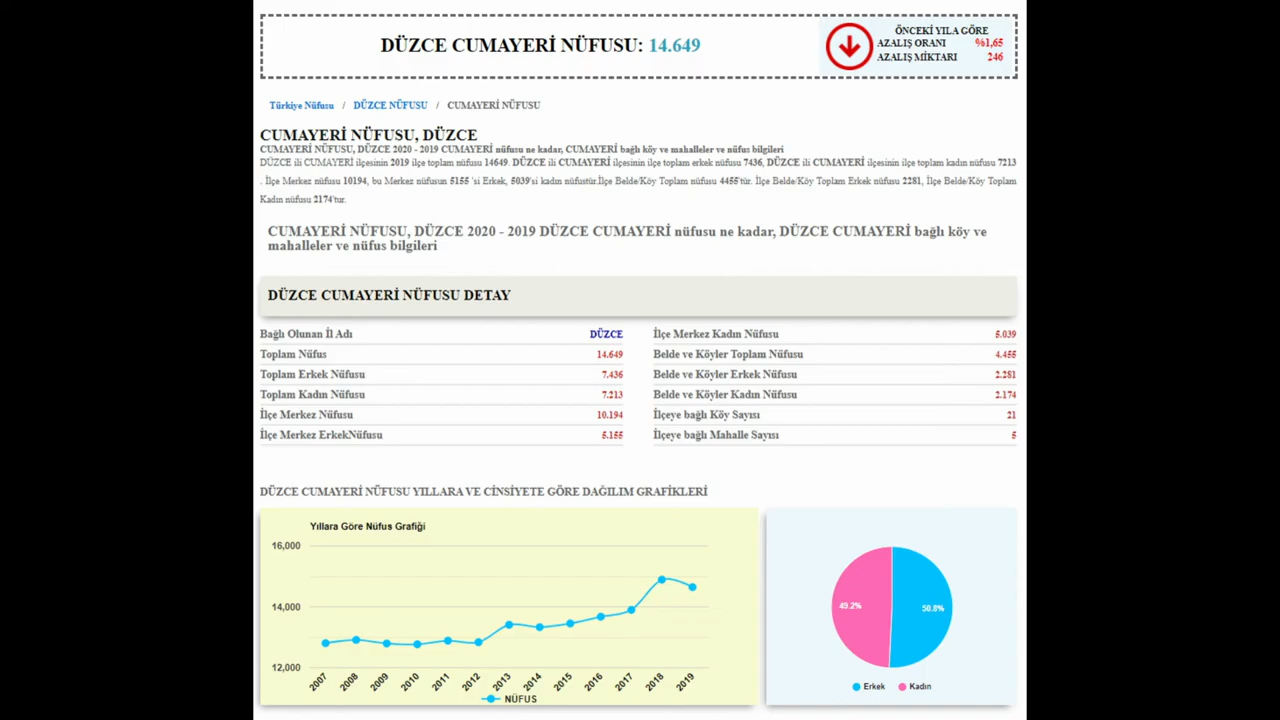 DÜZCE CUMAYERİ NÜFUSU: 14.649
ÖNCEKİ YILA GÖRE
AZALIŞ ORANI %1,65
AZALIŞ MİKTARI 246
Türkiye Nüfusu / DÜZCE NÜFUSU / CUMAYERİ NÜFUSU
CUMAYERİ NÜFUSU, DÜZCE
CUMAYERİ NÜFUSU, DÜZCE 2020 - 2019 CUMAYERİ nüfusu ne kadar, CUMAYERİ bağlı köy ve mahalleler ve nüfus bilgileri
DÜZCE ili CUMAYERİ ilçesinin 2019 ilçe toplam nüfusu 14649. DÜZCE ili CUMAYERİ ilçesinin ilçe toplam erkek nüfusu 7436, DÜZCE ili CUMAYERİ ilçesinin ilçe toplam kadın nüfusu 7213
. İlçe Merkez nüfusu 10194, bu Merkez nüfusun 5155 'si Erkek, 5039'si kadın nufüstür.İlçe Belde/Köy Toplam nüfusu 4455'tür. İlçe Belde/Köy Toplam Erkek nüfusu 2281, İlçe Belde/Köy Toplam
Kadın nüfusu 2174'tur.
CUMAYERİ NÜFUSU, DÜZCE 2020 - 2019 DÜZCE CUMAYERİ nüfusu ne kadar, DÜZCE CUMAYERİ bağlı köy ve
mahalleler ve nüfus bilgileri
DÜZCE CUMAYERİ NÜFUSU DETAY
Bağlı Olunan İl Adı DÜZCE
Toplam Nüfus 14.649
Toplam Erkek Nüfusu 7.436
Toplam Kadın Nüfusu 7.213
İlçe Merkez Nüfusu 10.194
İlçe Merkez ErkekNüfusu 5.155
İlçe Merkez Kadın Nüfusu 5.039
Belde ve Köyler Toplam Nüfusu 4.455
Belde ve Köyler Erkek Nüfusu 2.281
Belde ve Köyler Kadın Nüfusu 2.174
İlçeye bağlı Köy Sayısı 21
İlçeye bağlı Mahalle Sayısı 5
DÜZCE CUMAYERİ NÜFUSU YILLARA VE CİNSİYETE GÖRE DAĞILIM GRAFİKLERİ
Yıllara Göre Nüfus Grafiği
16,000
14,000
12,000
2007 2008 2009 2010 2011 2012 2013 2014 2015 2016 2017 2018 2019
NÜFUS
49.2% 50.8%
Erkek Kadın